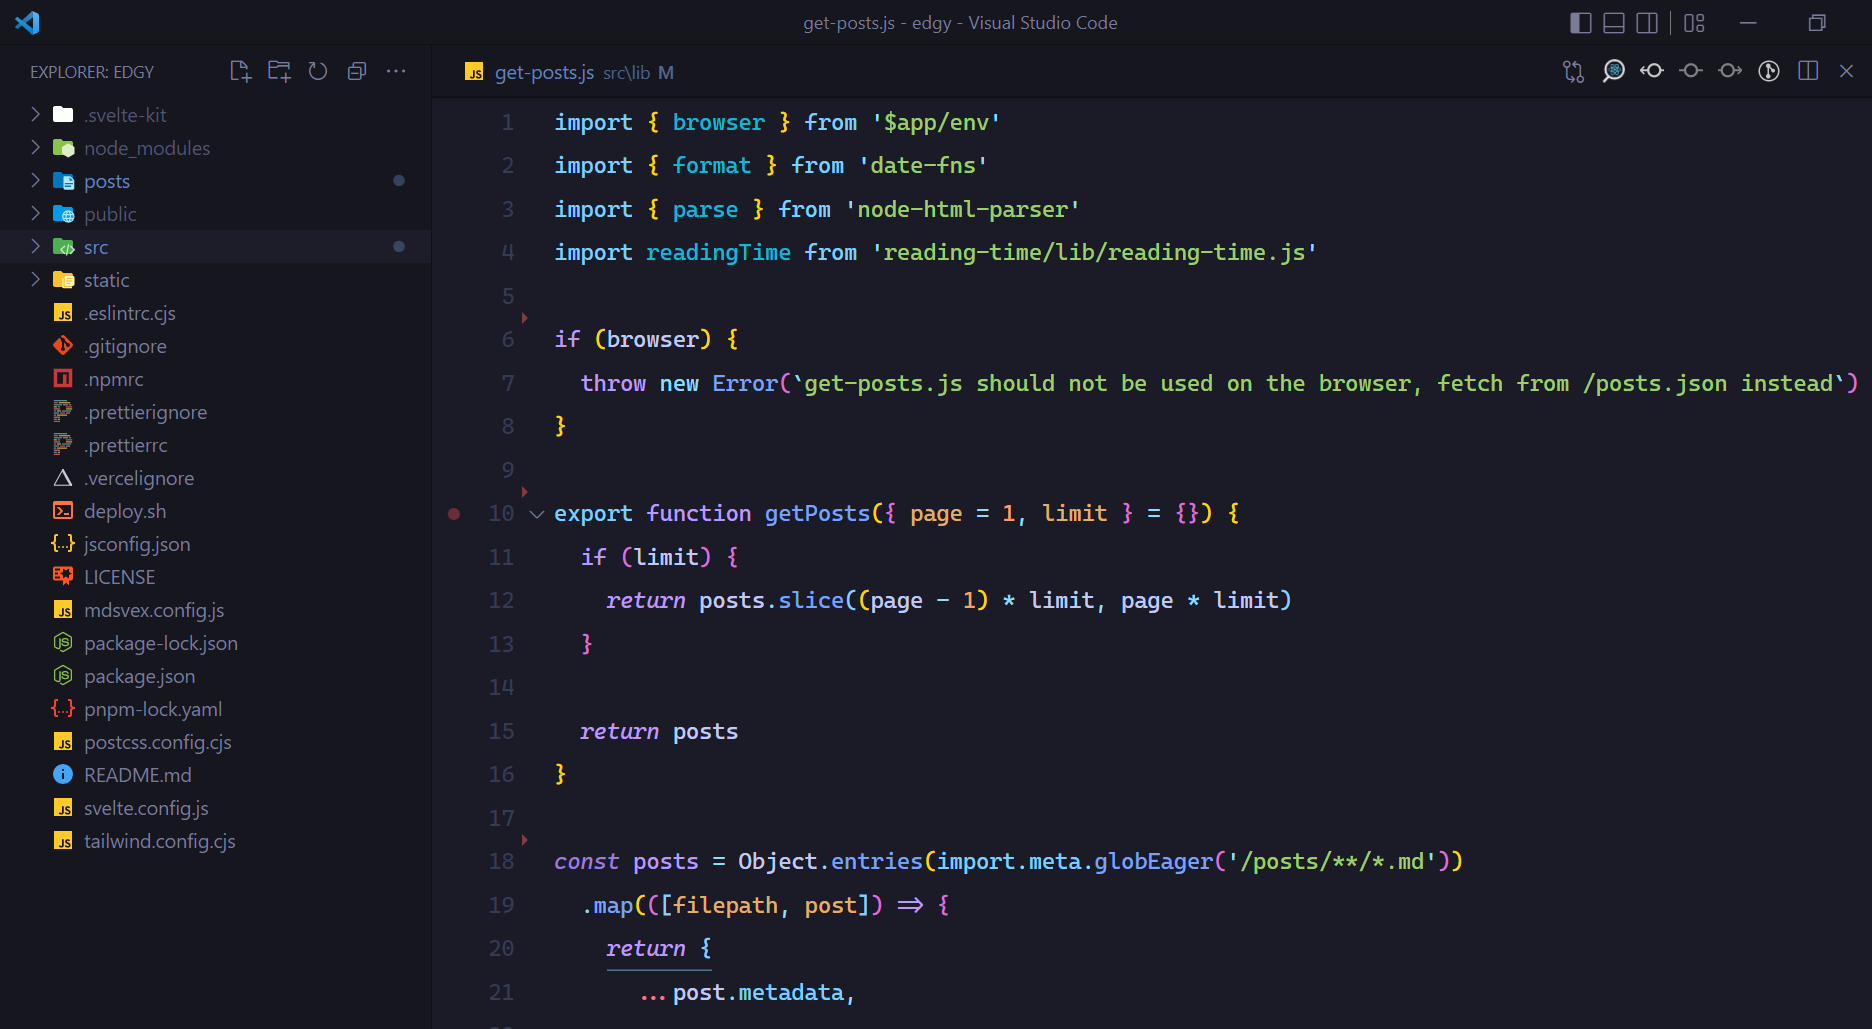 get-posts.js - edgy - Visual Studio Code
EXPLORER: EDGY
.svelte-kit
node_modules
posts
public
src
static
.eslintrc.cjs
.gitignore
.npmrc
.prettierignore
.prettierrc
.vercelignore
deploy.sh
jsconfig.json
LICENSE
mdsvex.config.js
package-lock.json
package.json
pnpm-lock.yaml
postcss.config.cjs
README.md
svelte.config.js
tailwind.config.cjs
JS get-posts.js src\lib M
1 import { browser } from '$app/env'
2 import { format } from 'date-fns'
3 import { parse } from 'node-html-parser'
4 import readingTime from 'reading-time/lib/reading-time.js'
5
6 if (browser) {
7 throw new Error(`get-posts.js should not be used on the browser, fetch from /posts.json instead`)
8 }
9
10 export function getPosts({ page = 1, limit } = {}) {
11 if (limit) {
12 return posts.slice((page - 1) * limit, page * limit)
13 }
14
15 return posts
16 }
17
18 const posts = Object.entries(import.meta.globEager('/posts/**/*.md'))
19 .map(([filepath, post]) => {
20 return {
21 ...post.metadata,